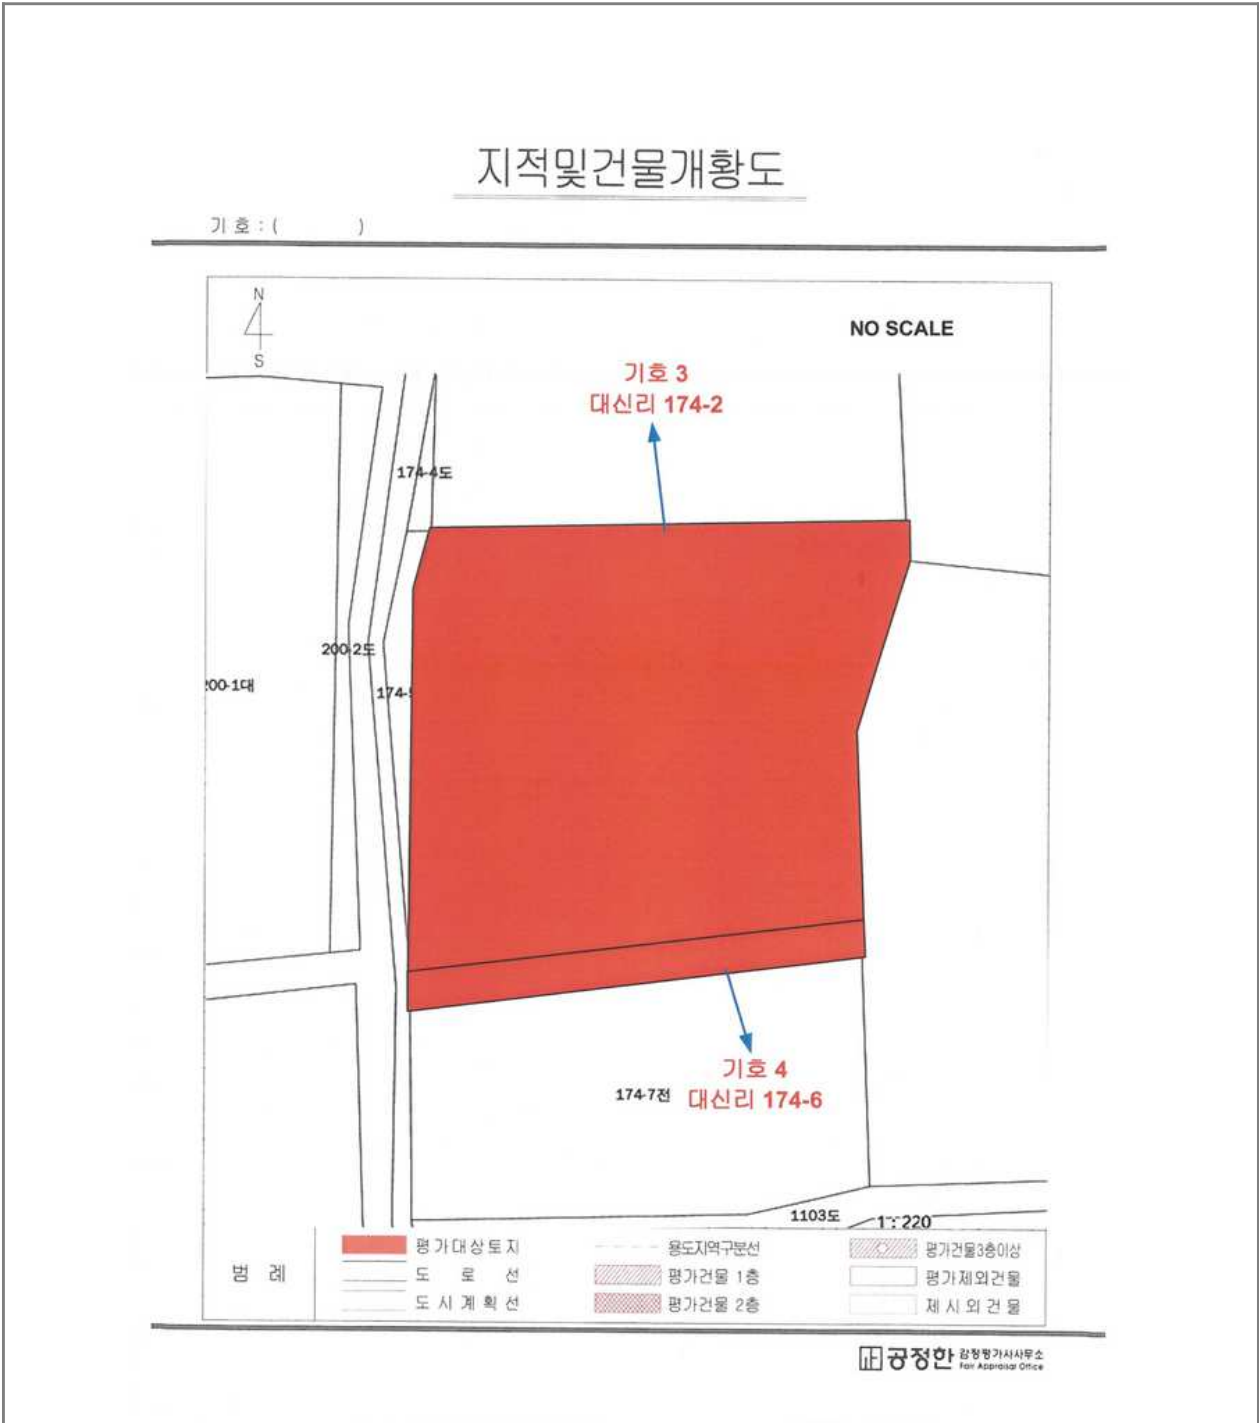 지적및건물개황도
기호 : ( )
N
S
NO SCALE
기호 3
대신리 174-2
174-4도
200-2도
200-1대
174-5
기호 4
대신리 174-6
174-7전
1103도
1 : 220
범 례
평가대상토지
도 로 선
도시계획선
용도지역구분선
평가건물 1층
평가건물 2층
평가건물3층이상
평가제외건물
제시외건물
正 공정한 감정평가사사무소
Fair Appraisal Office